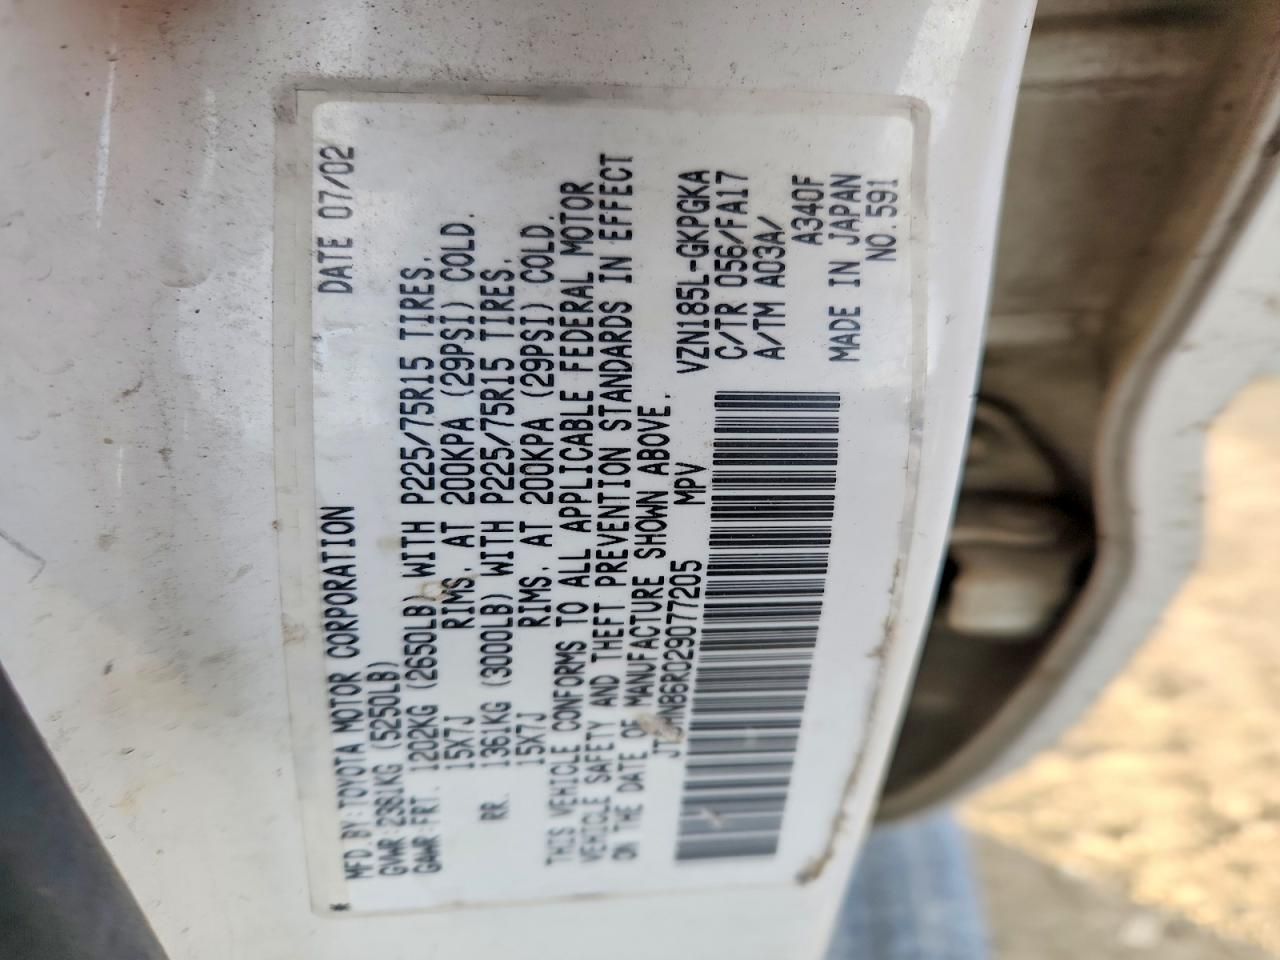 MFD. BY: TOYOTA MOTOR CORPORATION DATE 07/02
GVWR: 2381KG (5250LB)
GAWR: FRT. 1202KG (2650LB) WITH P225/75R15 TIRES,
15X7J RIMS, AT 200KPA (29PSI) COLD.
RR. 1361KG (3000LB) WITH P225/75R15 TIRES,
15X7J RIMS, AT 200KPA (29PSI) COLD.
THIS VEHICLE CONFORMS TO ALL APPLICABLE FEDERAL MOTOR
VEHICLE SAFETY AND THEFT PREVENTION STANDARDS IN EFFECT
ON THE DATE OF MANUFACTURE SHOWN ABOVE.
MPV VZN185L-GKPGKA
C/TR 056/FA17
A/TM A03A/
A340F
MADE IN JAPAN
NO.591